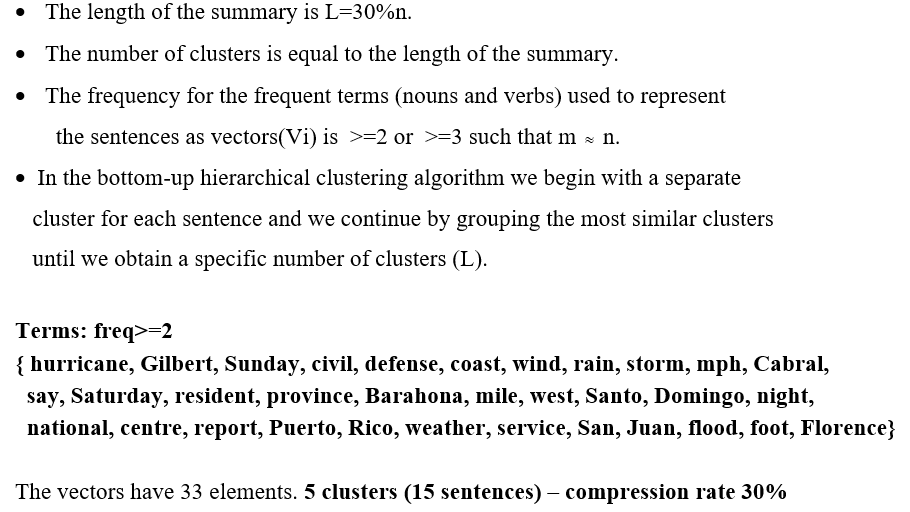 • The length of the summary is L=30%n.
• The number of clusters is equal to the length of the summary.
• The frequency for the frequent terms (nouns and verbs) used to represent
the sentences as vectors(Vi) is >=2 or >=3 such that m ≈ n.
• In the bottom-up hierarchical clustering algorithm we begin with a separate
cluster for each sentence and we continue by grouping the most similar clusters
until we obtain a specific number of clusters (L).
Terms: freq>=2
{ hurricane, Gilbert, Sunday, civil, defense, coast, wind, rain, storm, mph, Cabral,
say, Saturday, resident, province, Barahona, mile, west, Santo, Domingo, night,
national, centre, report, Puerto, Rico, weather, service, San, Juan, flood, foot, Florence}
The vectors have 33 elements. 5 clusters (15 sentences) – compression rate 30%